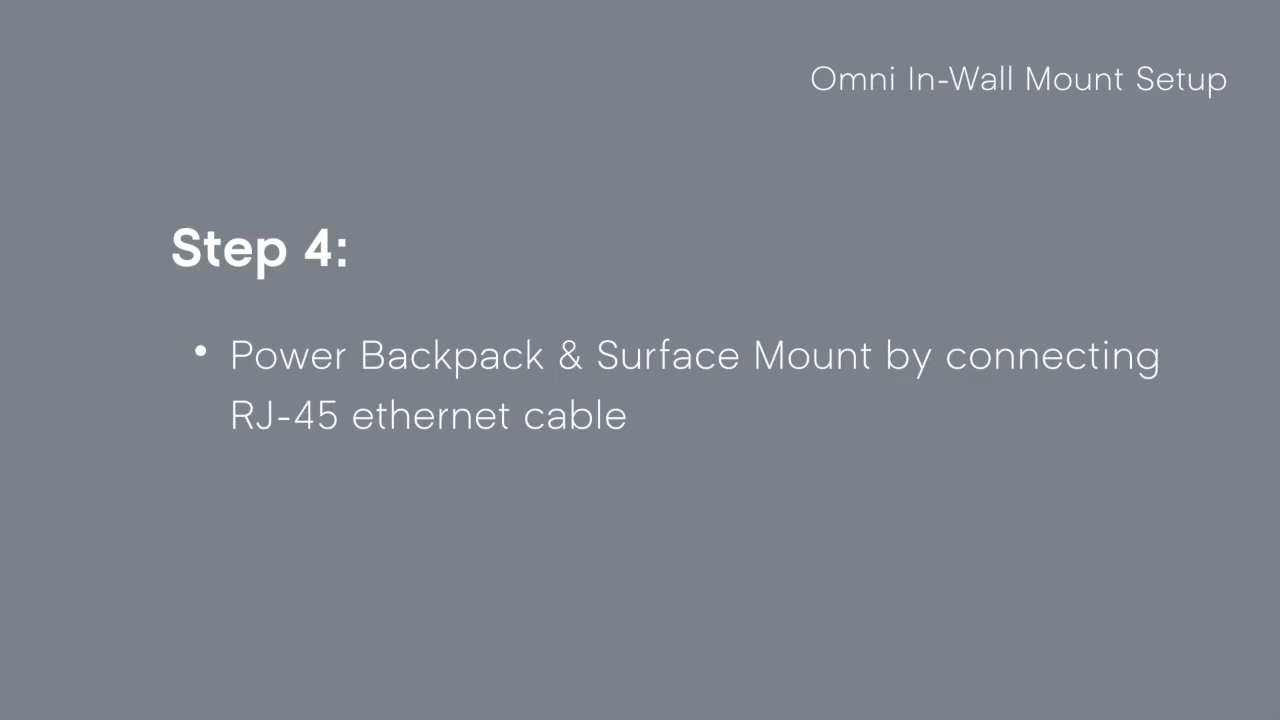 Omni In-Wall Mount Setup
Step 4:
• Power Backpack & Surface Mount by connecting
RJ-45 ethernet cable